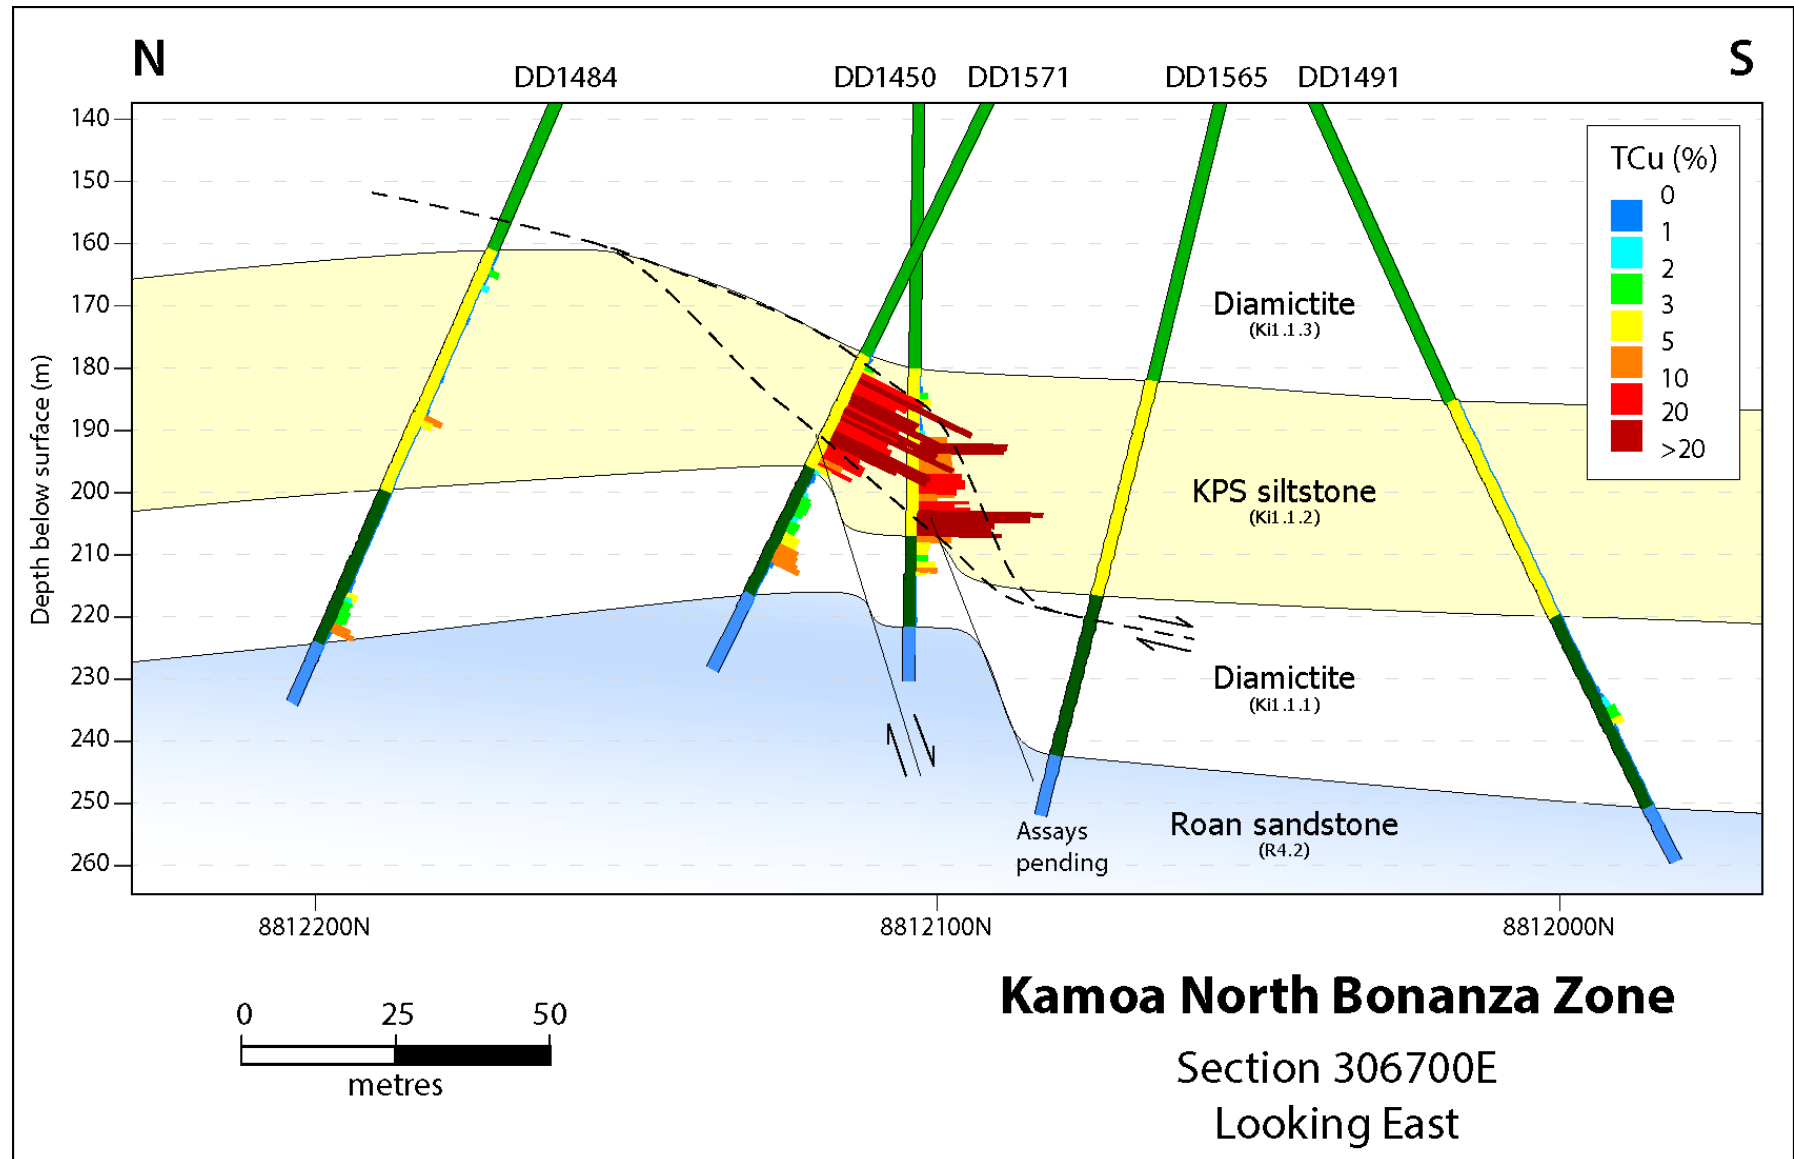 N
S
DD1484
DD1450
DD1571
DD1565
DD1491
140
150
160
170
180
190
200
210
220
230
240
250
260
Depth below surface (m)
TCu (%)
0
1
2
3
5
10
20
>20
Diamictite
(Ki1.1.3)
KPS siltstone
(Ki1.1.2)
Diamictite
(Ki1.1.1)
Roan sandstone
(R4.2)
Assays
pending
8812200N
8812100N
8812000N
0
25
50
metres
Kamoa North Bonanza Zone
Section 306700E
Looking East